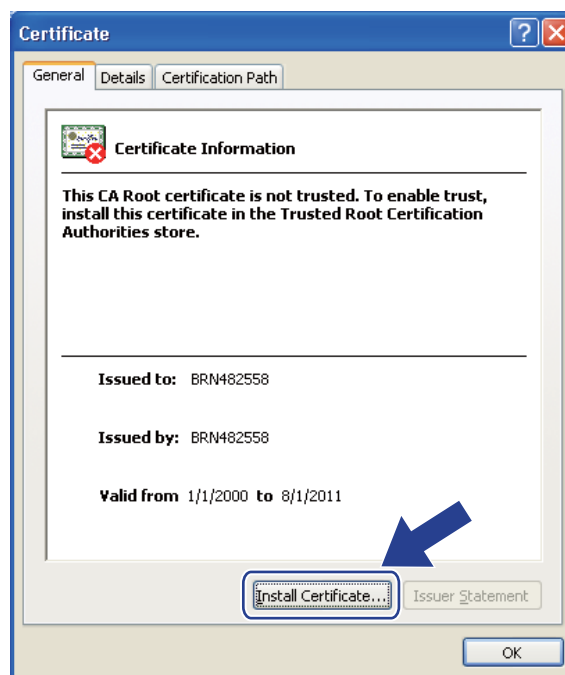 Certificate
General Details Certification Path
Certificate Information
This CA Root certificate is not trusted. To enable trust,
install this certificate in the Trusted Root Certification
Authorities store.
Issued to: BRN482558
Issued by: BRN482558
Valid from 1/1/2000 to 8/1/2011
Install Certificate... Issuer Statement
OK